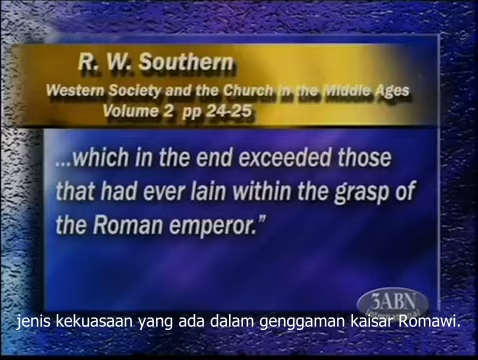 R. W. Southern
Western Society and the Church in the Middle Ages
Volume 2 pp 24-25
...which in the end exceeded those
that had ever lain within the grasp of
the Roman emperor.”
3ABN
International
jenis kekuasaan yang ada dalam genggaman kaisar Romawi.